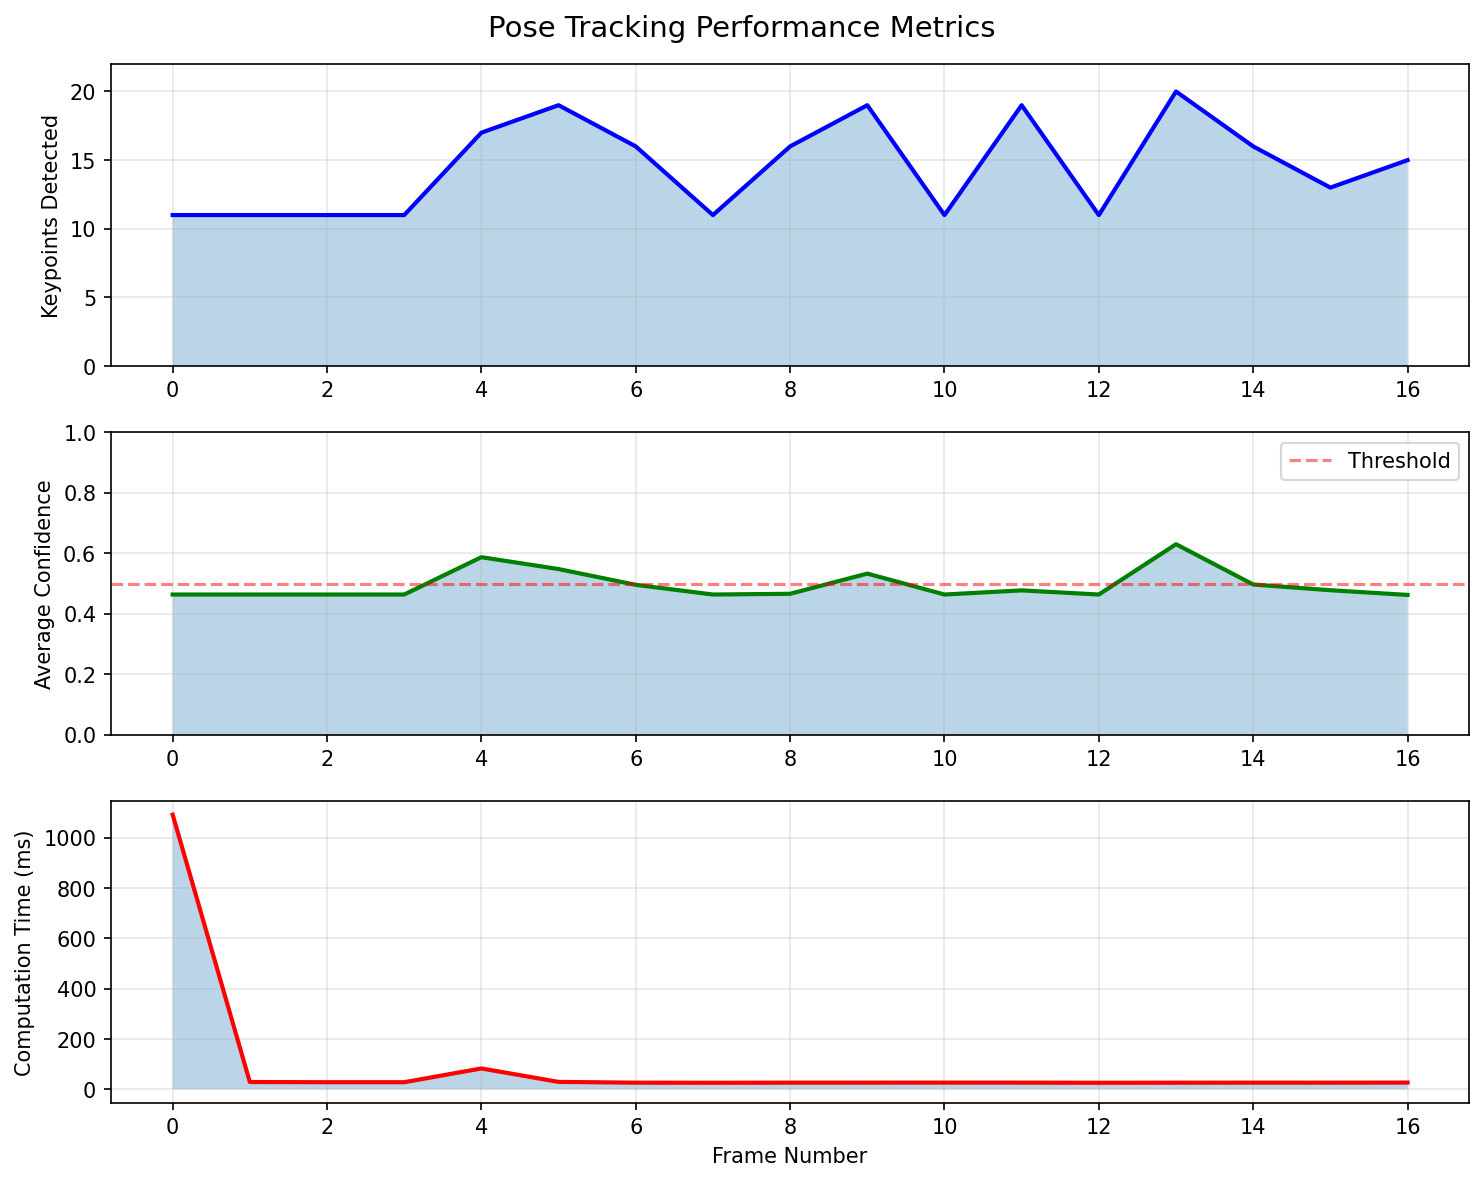 Pose Tracking Performance Metrics
Keypoints Detected
20
15
10
5
0
0 2 4 6 8 10 12 14 16
Average Confidence
1.0
0.8
0.6
0.4
0.2
0.0
Threshold
0 2 4 6 8 10 12 14 16
Computation Time (ms)
1000
800
600
400
200
0
0 2 4 6 8 10 12 14 16
Frame Number